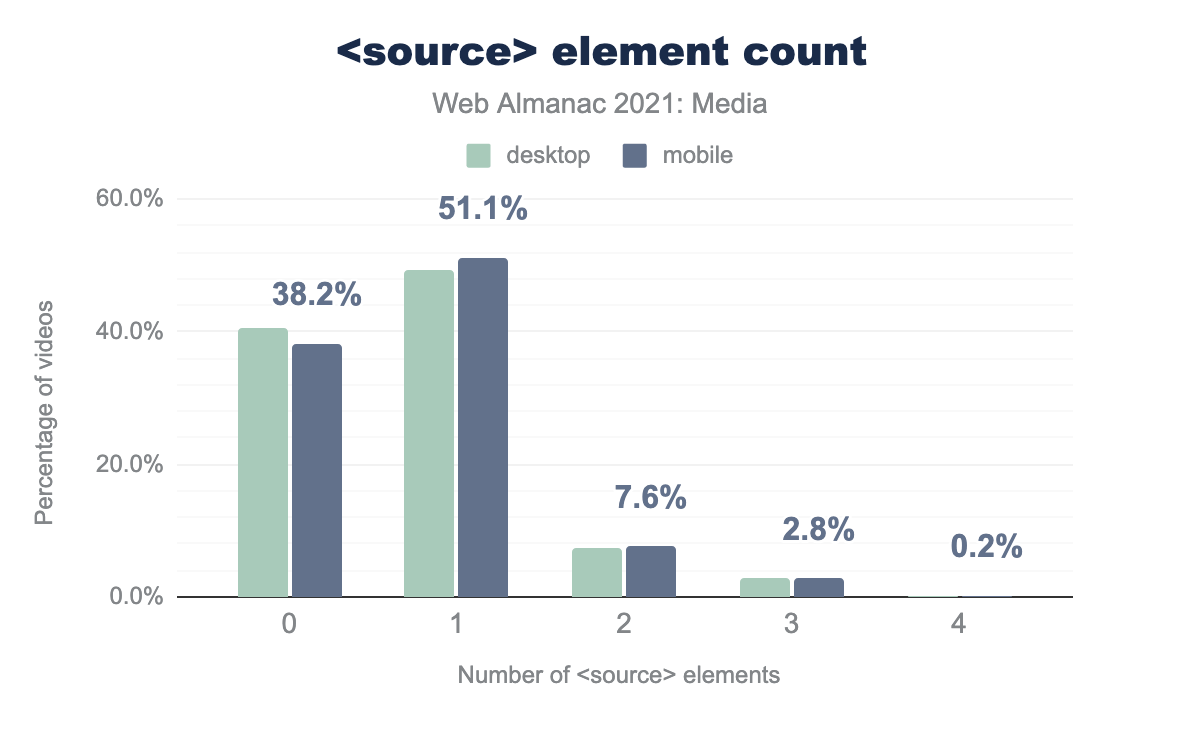 <source> element count
Web Almanac 2021: Media
desktop mobile
60.0%
40.0%
20.0%
0.0%
Percentage of videos
38.2%
51.1%
7.6%
2.8%
0.2%
0 1 2 3 4
Number of <source> elements